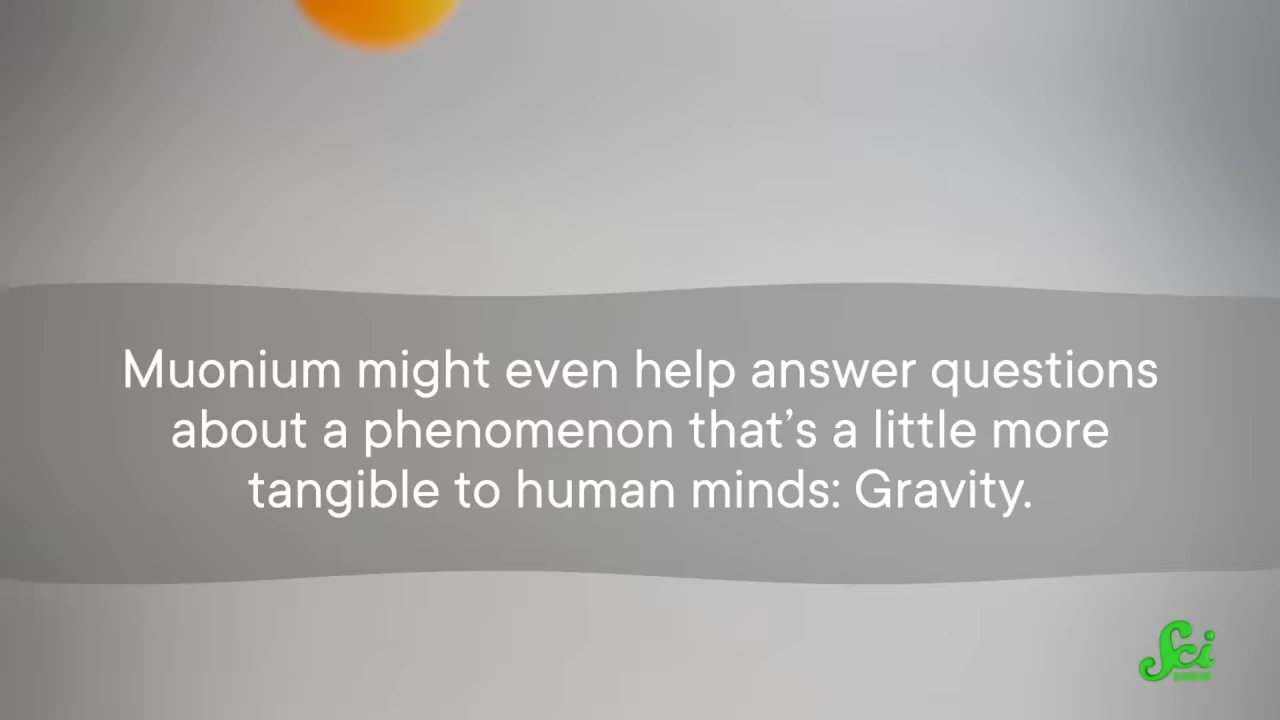 Muonium might even help answer questions
about a phenomenon that’s a little more
tangible to human minds: Gravity.
Sci